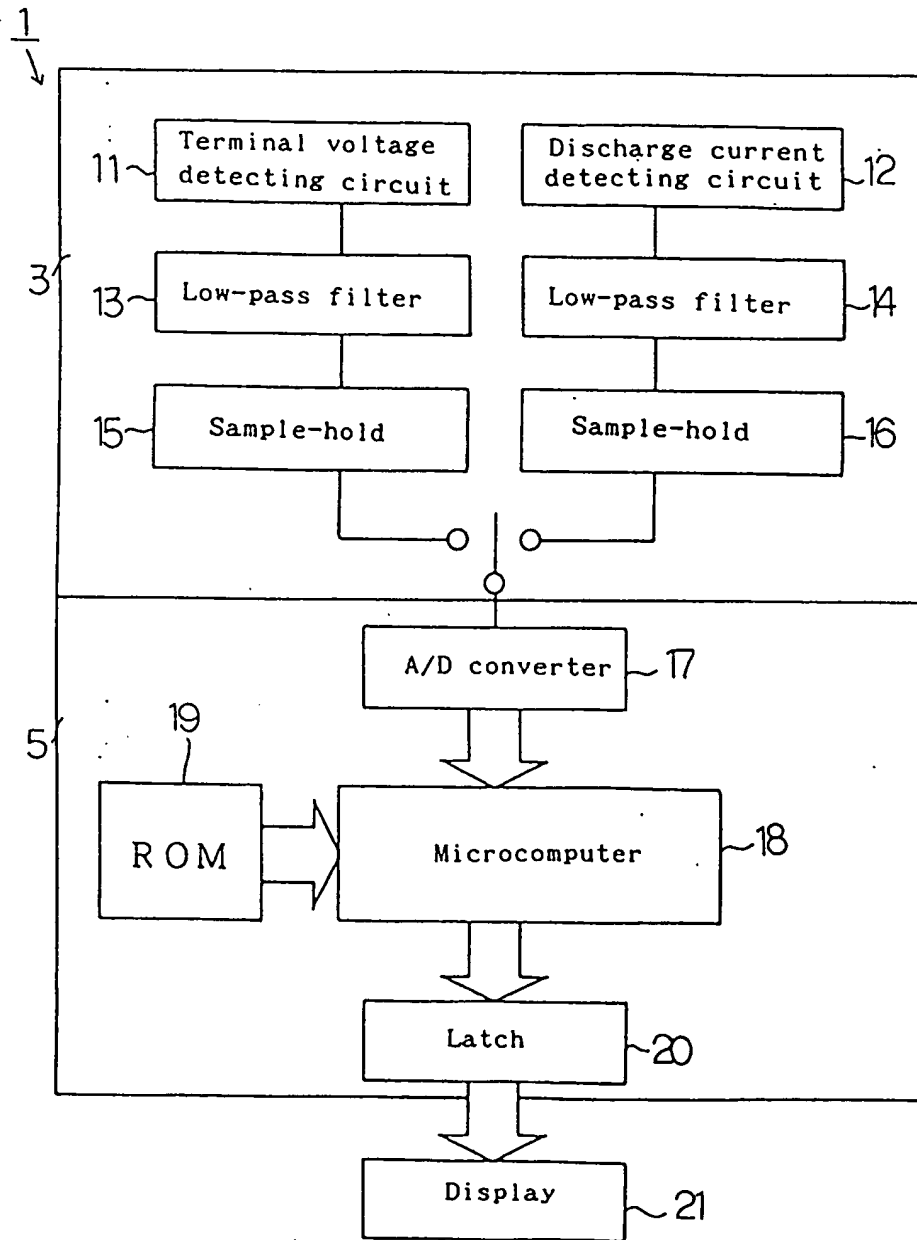 1
Terminal voltage
detecting circuit
11
Discharge current
detecting circuit
12
3
13
Low-pass filter
Low-pass filter
14
15
Sample-hold
Sample-hold
16
A/D converter
17
5
19
ROM
Microcomputer
18
Latch
20
Display
21